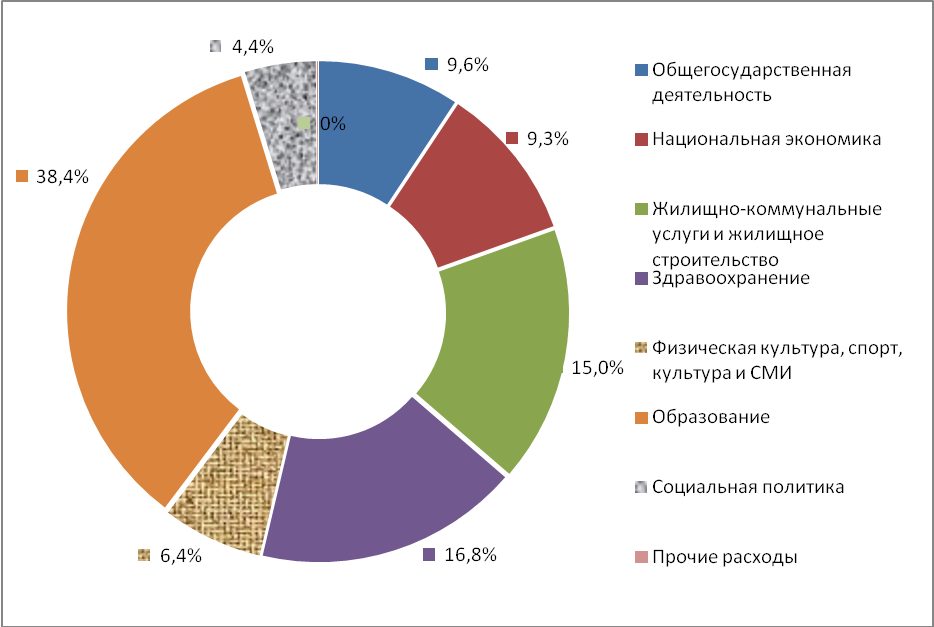 4,4%
9,6%
0%
9,3%
38,4%
15,0%
6,4%
16,8%
Общегосударственная
деятельность
Национальная экономика
Жилищно-коммунальные
услуги и жилищное
строительство
Здравоохранение
Физическая культура, спорт,
культура и СМИ
Образование
Социальная политика
Прочие расходы